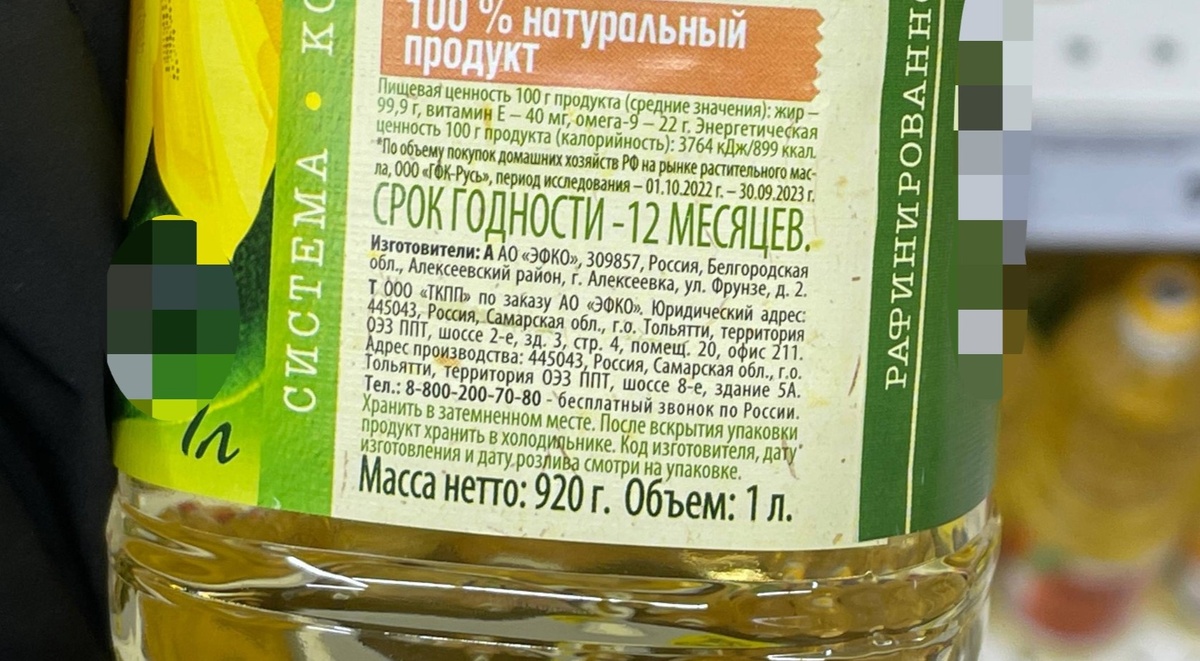 100 % натуральный
продукт
Пищевая ценность 100 г продукта (средние значения): жир –
99,9 г, витамин Е – 40 мг, омега-9 – 22 г. Энергетическая
ценность 100 г продукта (калорийность): 3764 кДж/899 ккал.
*По объему покупок домашних хозяйств РФ на рынке растительного мас-
ла, ООО «ГФК-Русь», период исследования – 01.10.2022 г. – 30.09.2023 г.
СРОК ГОДНОСТИ -12 МЕСЯЦЕВ.
Изготовители: А АО «ЭФКО», 309857, Россия, Белгородская
обл., Алексеевский район, г. Алексеевка, ул. Фрунзе, д. 2.
Т ООО «ТКПП» по заказу АО «ЭФКО». Юридический адрес:
445043, Россия, Самарская обл., г.о. Тольятти, территория
ОЭЗ ППТ, шоссе 2-е, зд. 3, стр. 4, помещ. 20, офис 211.
Адрес производства: 445043, Россия, Самарская обл., г.о.
Тольятти, территория ОЭЗ ППТ, шоссе 8-е, здание 5А.
Тел.: 8-800-200-70-80 - бесплатный звонок по России.
Хранить в затемненном месте. После вскрытия упаковки
продукт хранить в холодильнике. Код изготовителя, дату
изготовления и дату розлива смотри на упаковке.
Масса нетто: 920 г. Объем: 1 л.
СИСТЕМА •
1л